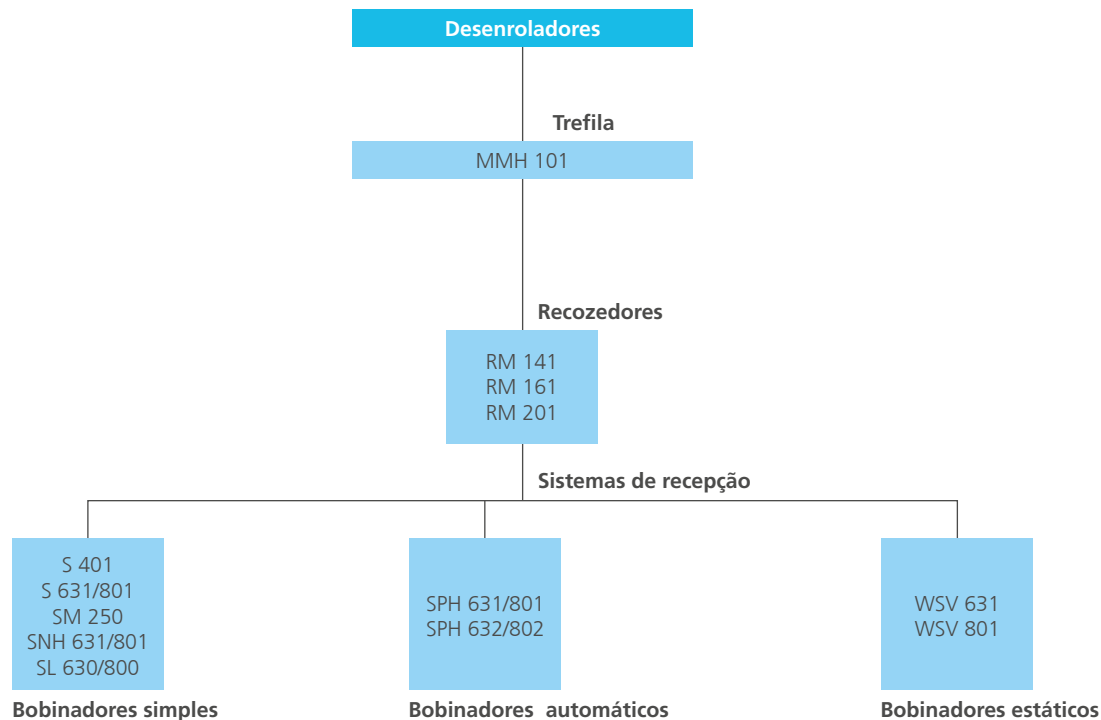 Desenroladores
Trefila
MMH 101
Recozedores
RM 141
RM 161
RM 201
Sistemas de recepção
S 401
S 631/801
SM 250
SNH 631/801
SL 630/800
Bobinadores simples
SPH 631/801
SPH 632/802
Bobinadores automáticos
WSV 631
WSV 801
Bobinadores estáticos